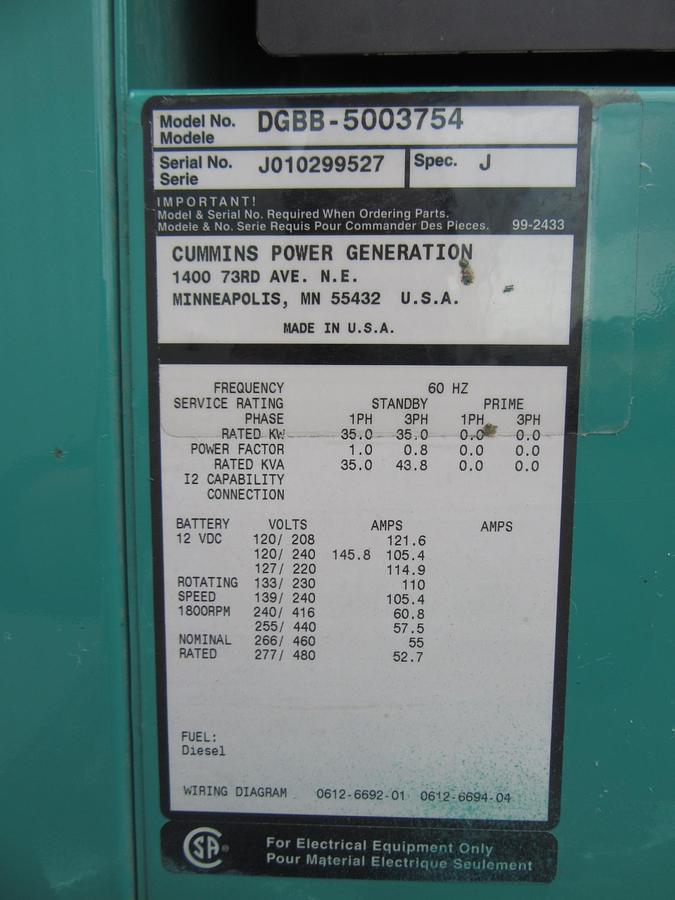 Model No. DGBB-5003754
Modele
Serial No. J010299527 Spec. J
Serie
IMPORTANT!
Model & Serial No. Required When Ordering Parts.
Modele & No. Serie Requis Pour Commander Des Pieces. 99-2433
CUMMINS POWER GENERATION
1400 73RD AVE. N.E.
MINNEAPOLIS, MN 55432 U.S.A.
MADE IN U.S.A.
FREQUENCY 60 HZ
SERVICE RATING STANDBY PRIME
PHASE 1PH 3PH 1PH 3PH
RATED KW 35.0 35.0 0.0 0.0
POWER FACTOR 1.0 0.8 0.0 0.0
RATED KVA 35.0 43.8 0.0 0.0
I2 CAPABILITY
CONNECTION
BATTERY VOLTS AMPS AMPS
12 VDC 120/ 208 121.6
120/ 240 145.8 105.4
127/ 220 114.9
ROTATING 133/ 230 110
SPEED 139/ 240 105.4
1800RPM 240/ 416 60.8
255/ 440 57.5
NOMINAL 266/ 460 55
RATED 277/ 480 52.7
FUEL:
Diesel
WIRING DIAGRAM 0612-6692-01 0612-6694-04
CSA ® For Electrical Equipment Only
Pour Material Electrique Seulement